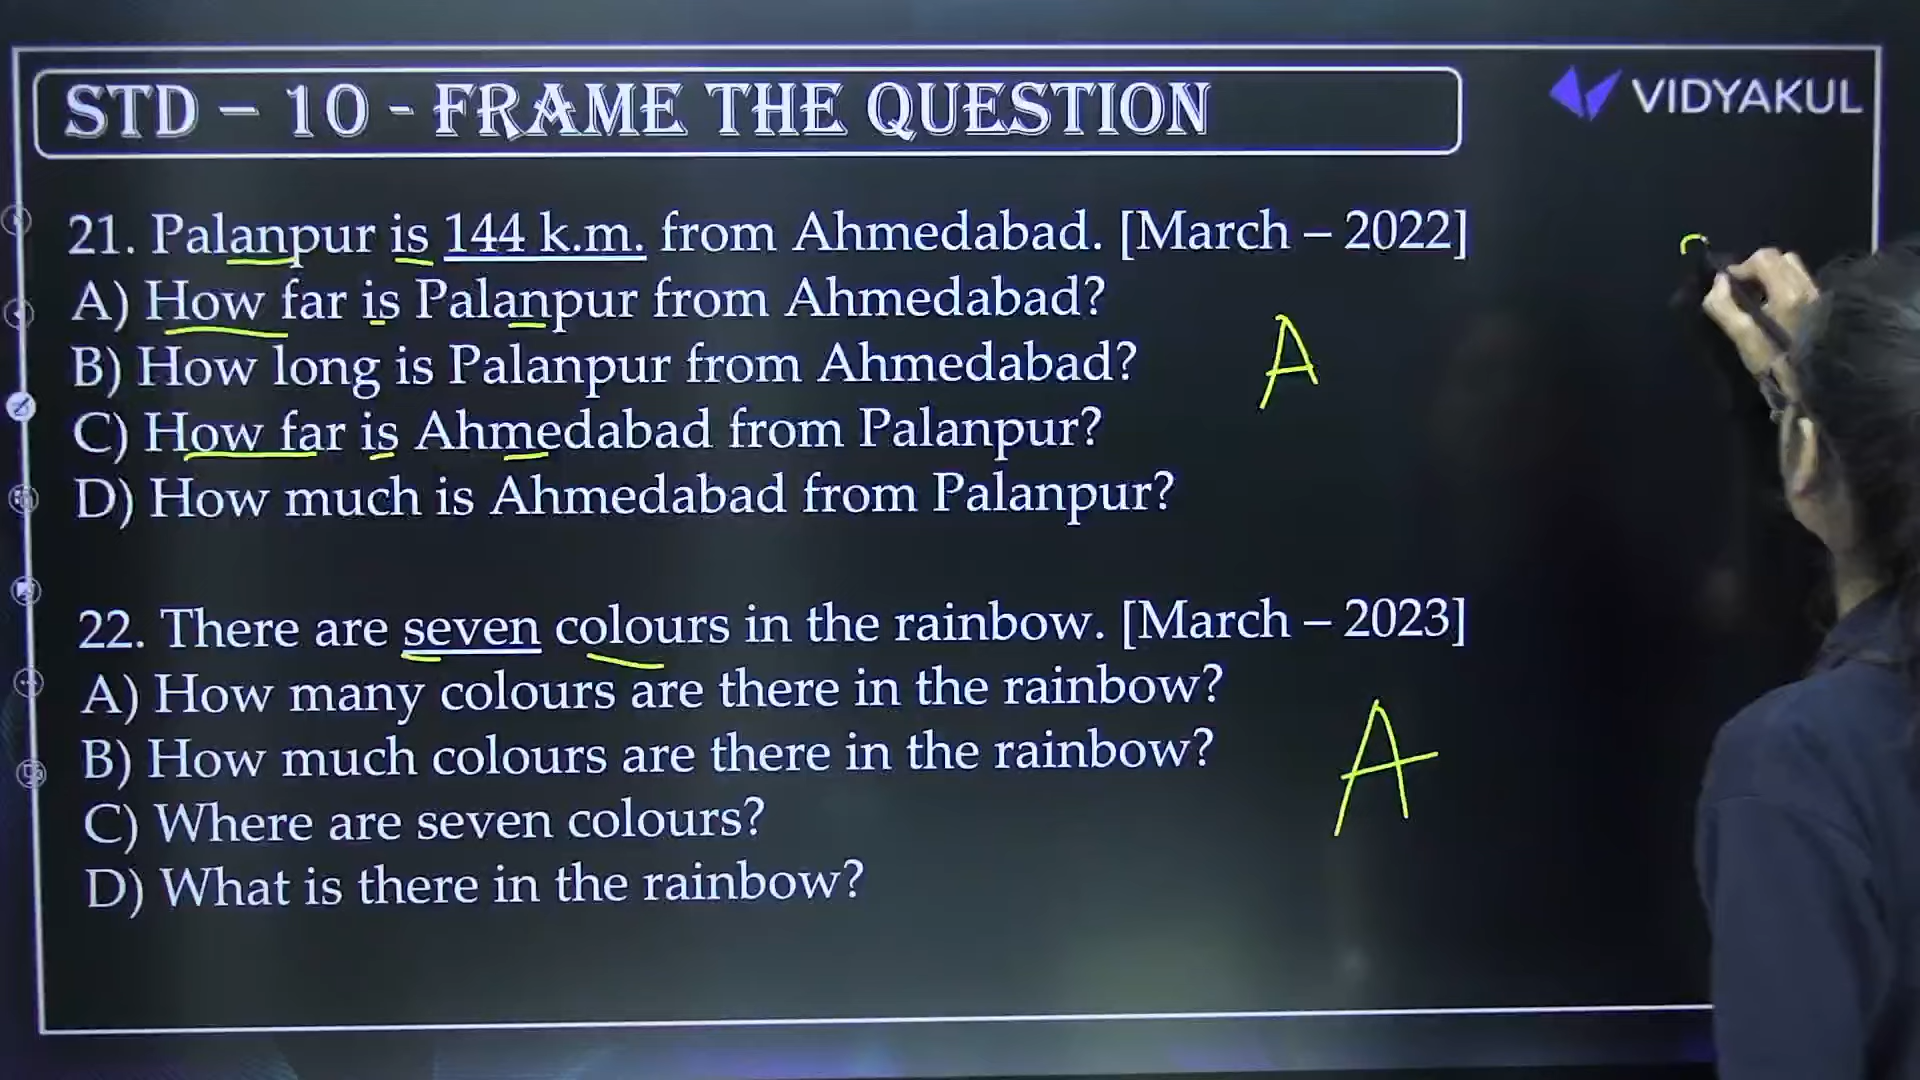 STD – 10 - FRAME THE QUESTION
VIDYAKUL
21. Palanpur is 144 k.m. from Ahmedabad. [March – 2022]
A) How far is Palanpur from Ahmedabad?
B) How long is Palanpur from Ahmedabad?
A
C) How far is Ahmedabad from Palanpur?
D) How much is Ahmedabad from Palanpur?
22. There are seven colours in the rainbow. [March – 2023]
A) How many colours are there in the rainbow?
B) How much colours are there in the rainbow?
A
C) Where are seven colours?
D) What is there in the rainbow?